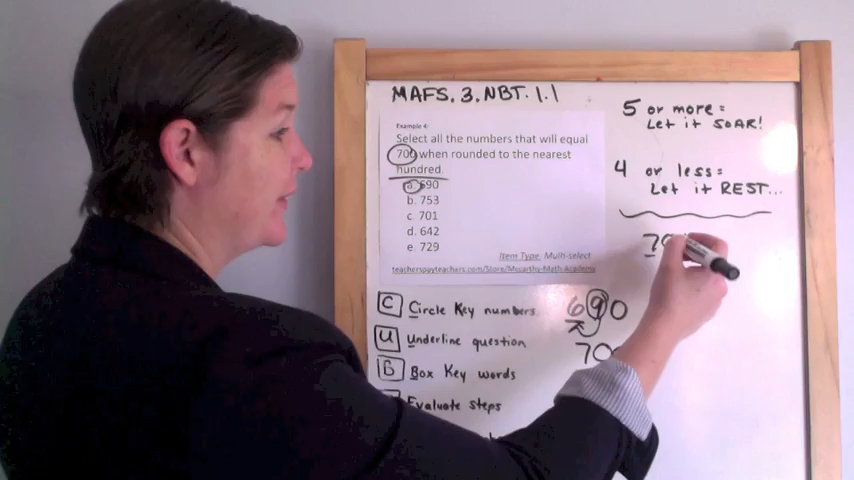 MAFS.3.NBT.1.1
Example 4:
Select all the numbers that will equal
700 when rounded to the nearest
hundred.
a. 690
b. 753
c. 701
d. 642
e. 729
Item Type: Multi-select
teacherspayteachers.com/Store/Mccarthy-Math-Academy
5 or more =
Let it SOAR!
4 or less =
Let it REST...
C Circle Key numbers.
U Underline question
B Box Key words
Evaluate steps
690